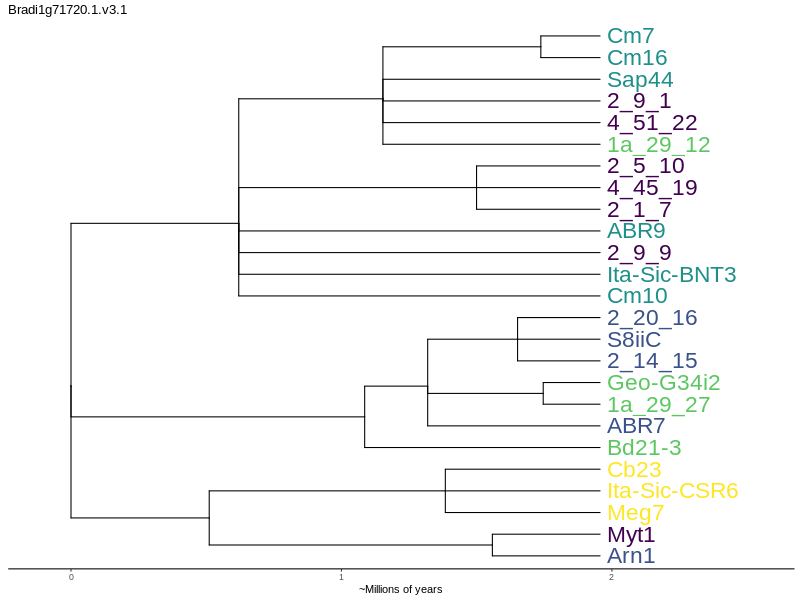 Bradi1g71720.1.v3.1
Cm7
Cm16
Sap44
2_9_1
4_51_22
1a_29_12
2_5_10
4_45_19
2_1_7
ABR9
2_9_9
Ita-Sic-BNT3
Cm10
2_20_16
S8iiC
2_14_15
Geo-G34i2
1a_29_27
ABR7
Bd21-3
Cb23
Ita-Sic-CSR6
Meg7
Myt1
Arn1
0 1 2
~Millions of years